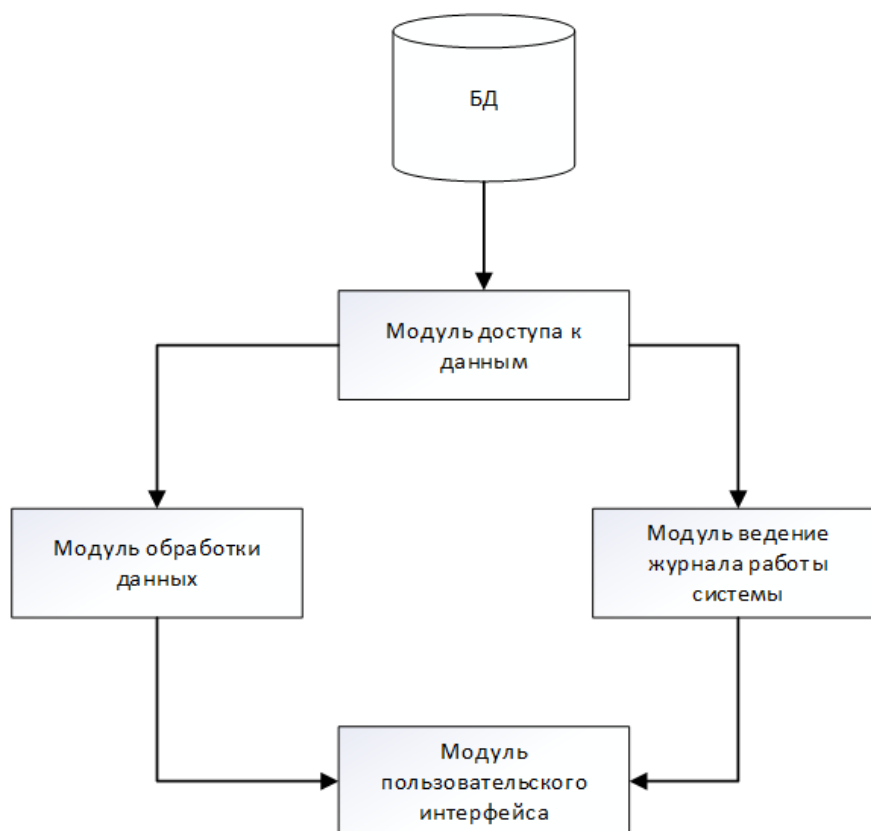 БД
Модуль доступа к
данным
Модуль обработки
данных
Модуль ведение
журнала работы
системы
Модуль
пользовательского
интерфейса